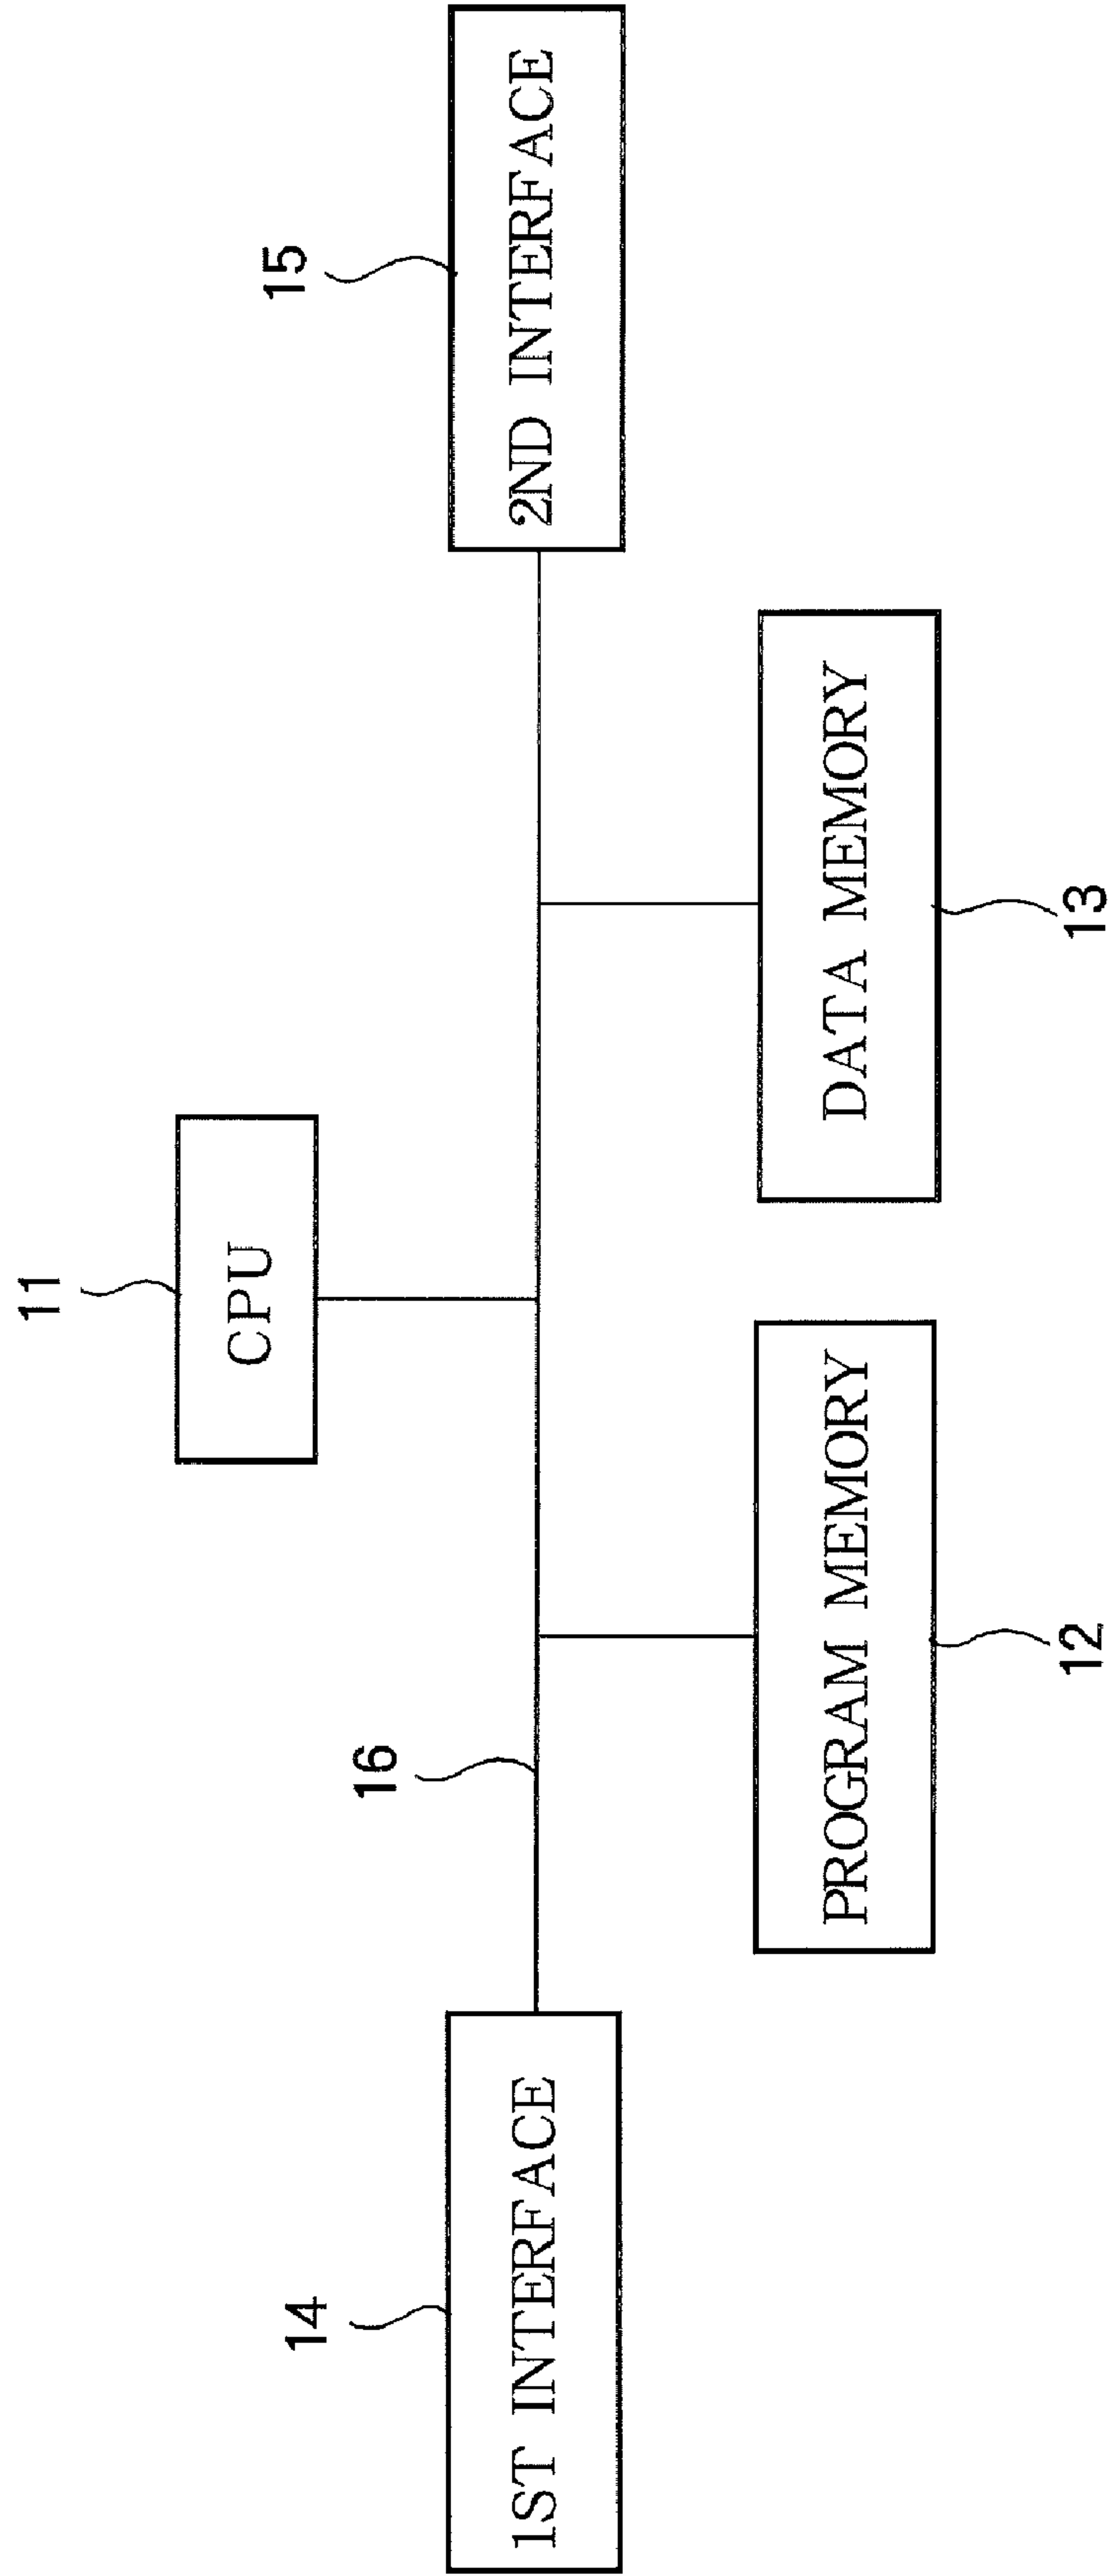 11
CPU
14
16
15
1ST INTERFACE
2ND INTERFACE
PROGRAM MEMORY
DATA MEMORY
12
13